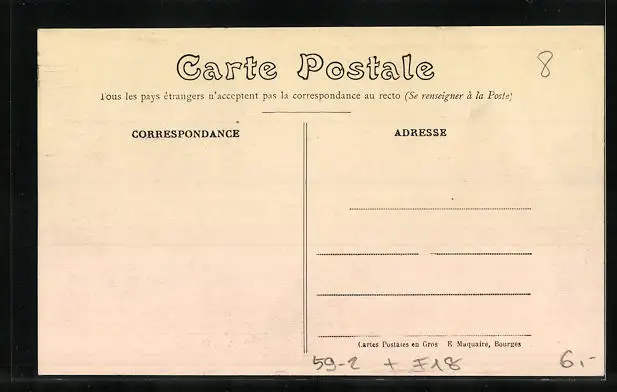 Carte Postale
8
Tous les pays étrangers n'acceptent pas la correspondance au recto (Se renseigner à la Poste)
CORRESPONDANCE
ADRESSE
Cartes Postales en Gros E Maquaire, Bourges
59-2 + F18
6.-